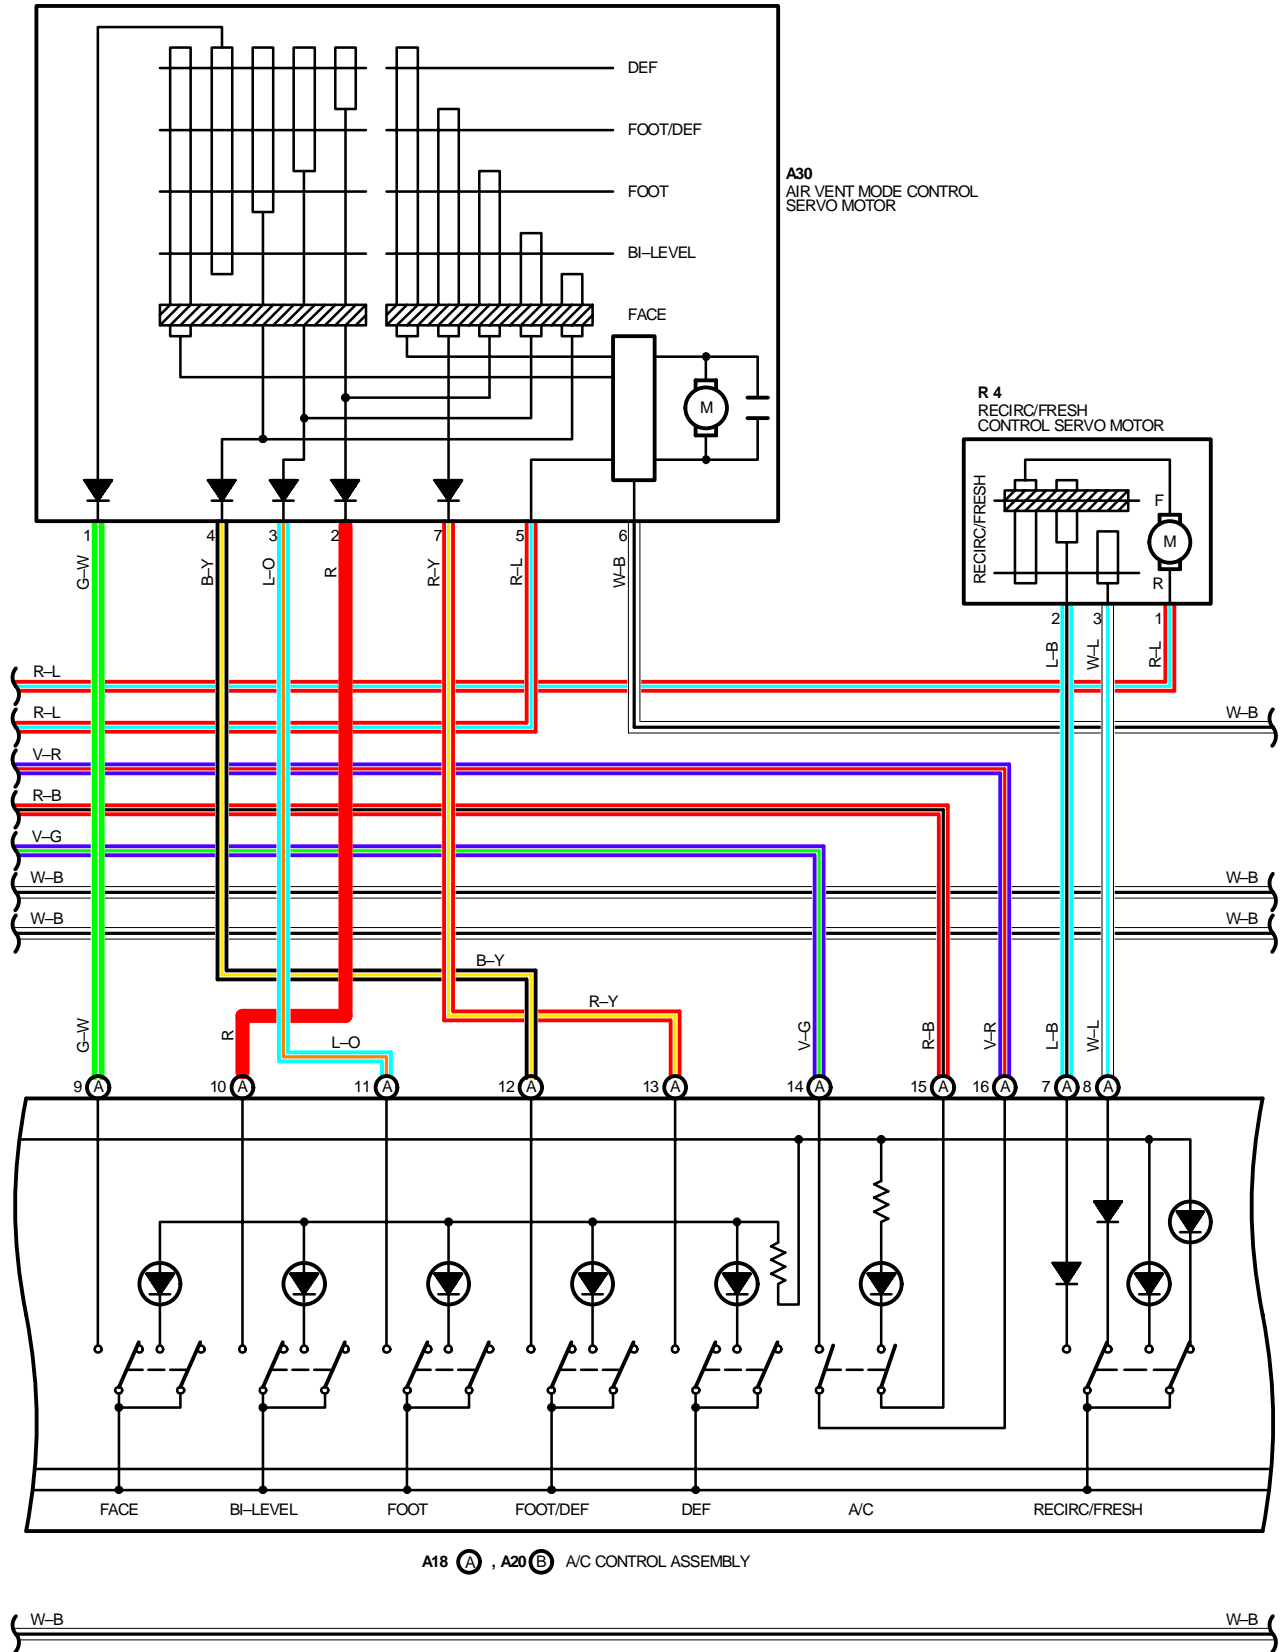 DEF
FOOT/DEF
A30
AIR VENT MODE CONTROL
SERVO MOTOR
FOOT
BI–LEVEL
FACE
M
R 4
RECIRC/FRESH
CONTROL SERVO MOTOR
RECIRC/FRESH
F
M
R
1 4 3 2 7 5 6
G–W B–Y L–O R R–Y R–L W–B
2 3 1
L–B W–L R–L
R–L
R–L W–B
V–R
R–B
V–G
W–B W–B
W–B W–B
B–Y
R–Y
L–O
G–W R V–G R–B V–R L–B W–L
9 A 10 A 11 A 12 A 13 A 14 A 15 A 16 A 7 A 8 A
FACE BI–LEVEL FOOT FOOT/DEF DEF A/C RECIRC/FRESH
A18 A , A20 B A/C CONTROL ASSEMBLY
W–B W–B